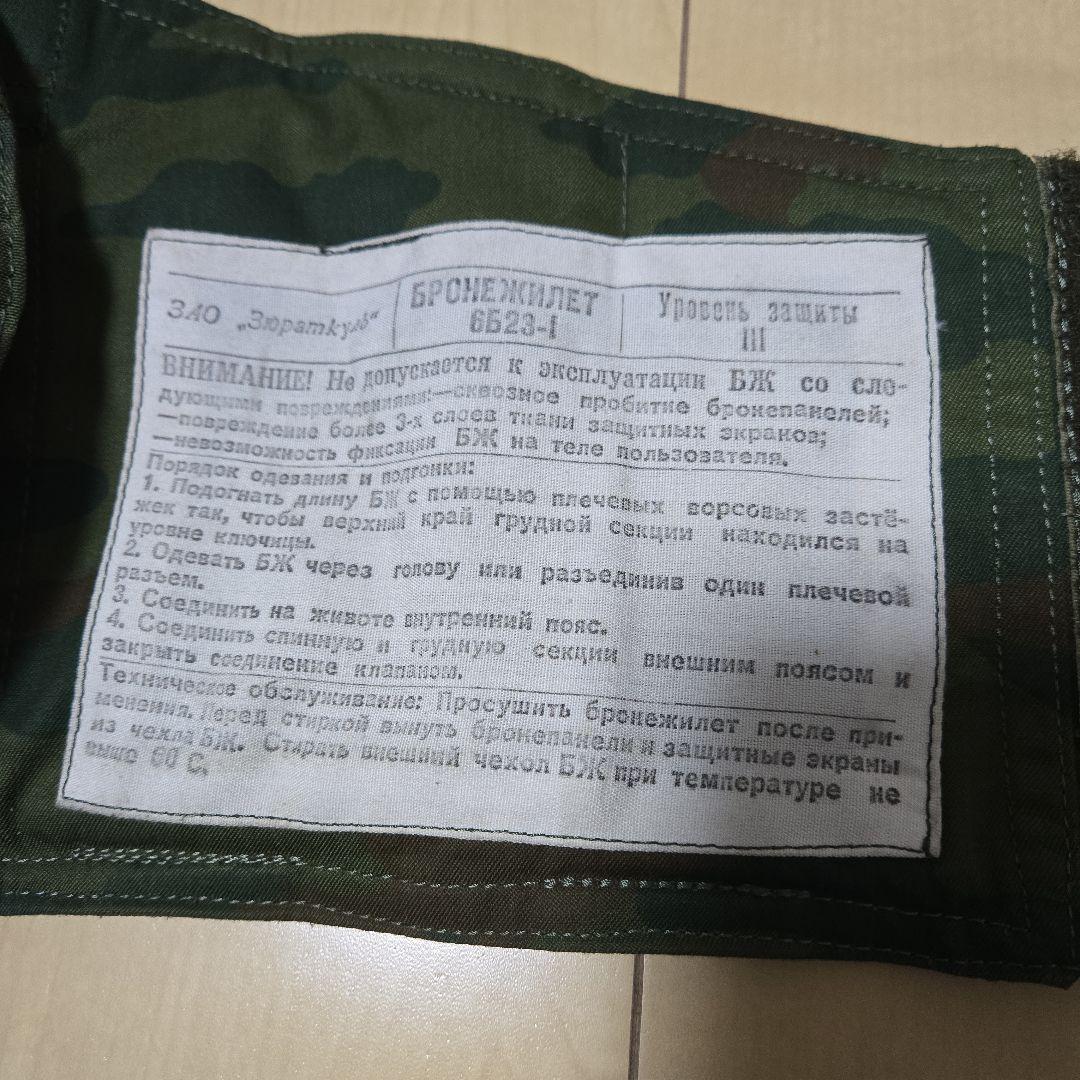 ЗАО „Зюраткуль“
БРОНЕЖИЛЕТ
6Б23-I
Уровень защиты
III
ВНИМАНИЕ! Не допускается к эксплуатации БЖ со сле-
дующими повреждениями:—сквозное пробитие бронепанелей;
—повреждение более 3-х слоев ткани защитных экранов;
—невозможность фиксации БЖ на теле пользователя.
Порядок одевания и подгонки:
1. Подогнать длину БЖ с помощью плечевых ворсовых застё-
жек так, чтобы верхний край грудной секции находился на
уровне ключицы.
2. Одевать БЖ через голову или разъединив один плечевой
разъем.
3. Соединить на животе внутренний пояс.
4. Соединить спинную и грудную секции внешним поясом и
закрыть соединение клапаном.
Техническое обслуживание: Просушить бронежилет после при-
менения. Перед стиркой вынуть бронепанели и защитные экраны
из чехла БЖ. Стирать внешний чехол БЖ при температуре не
выше 60 С.